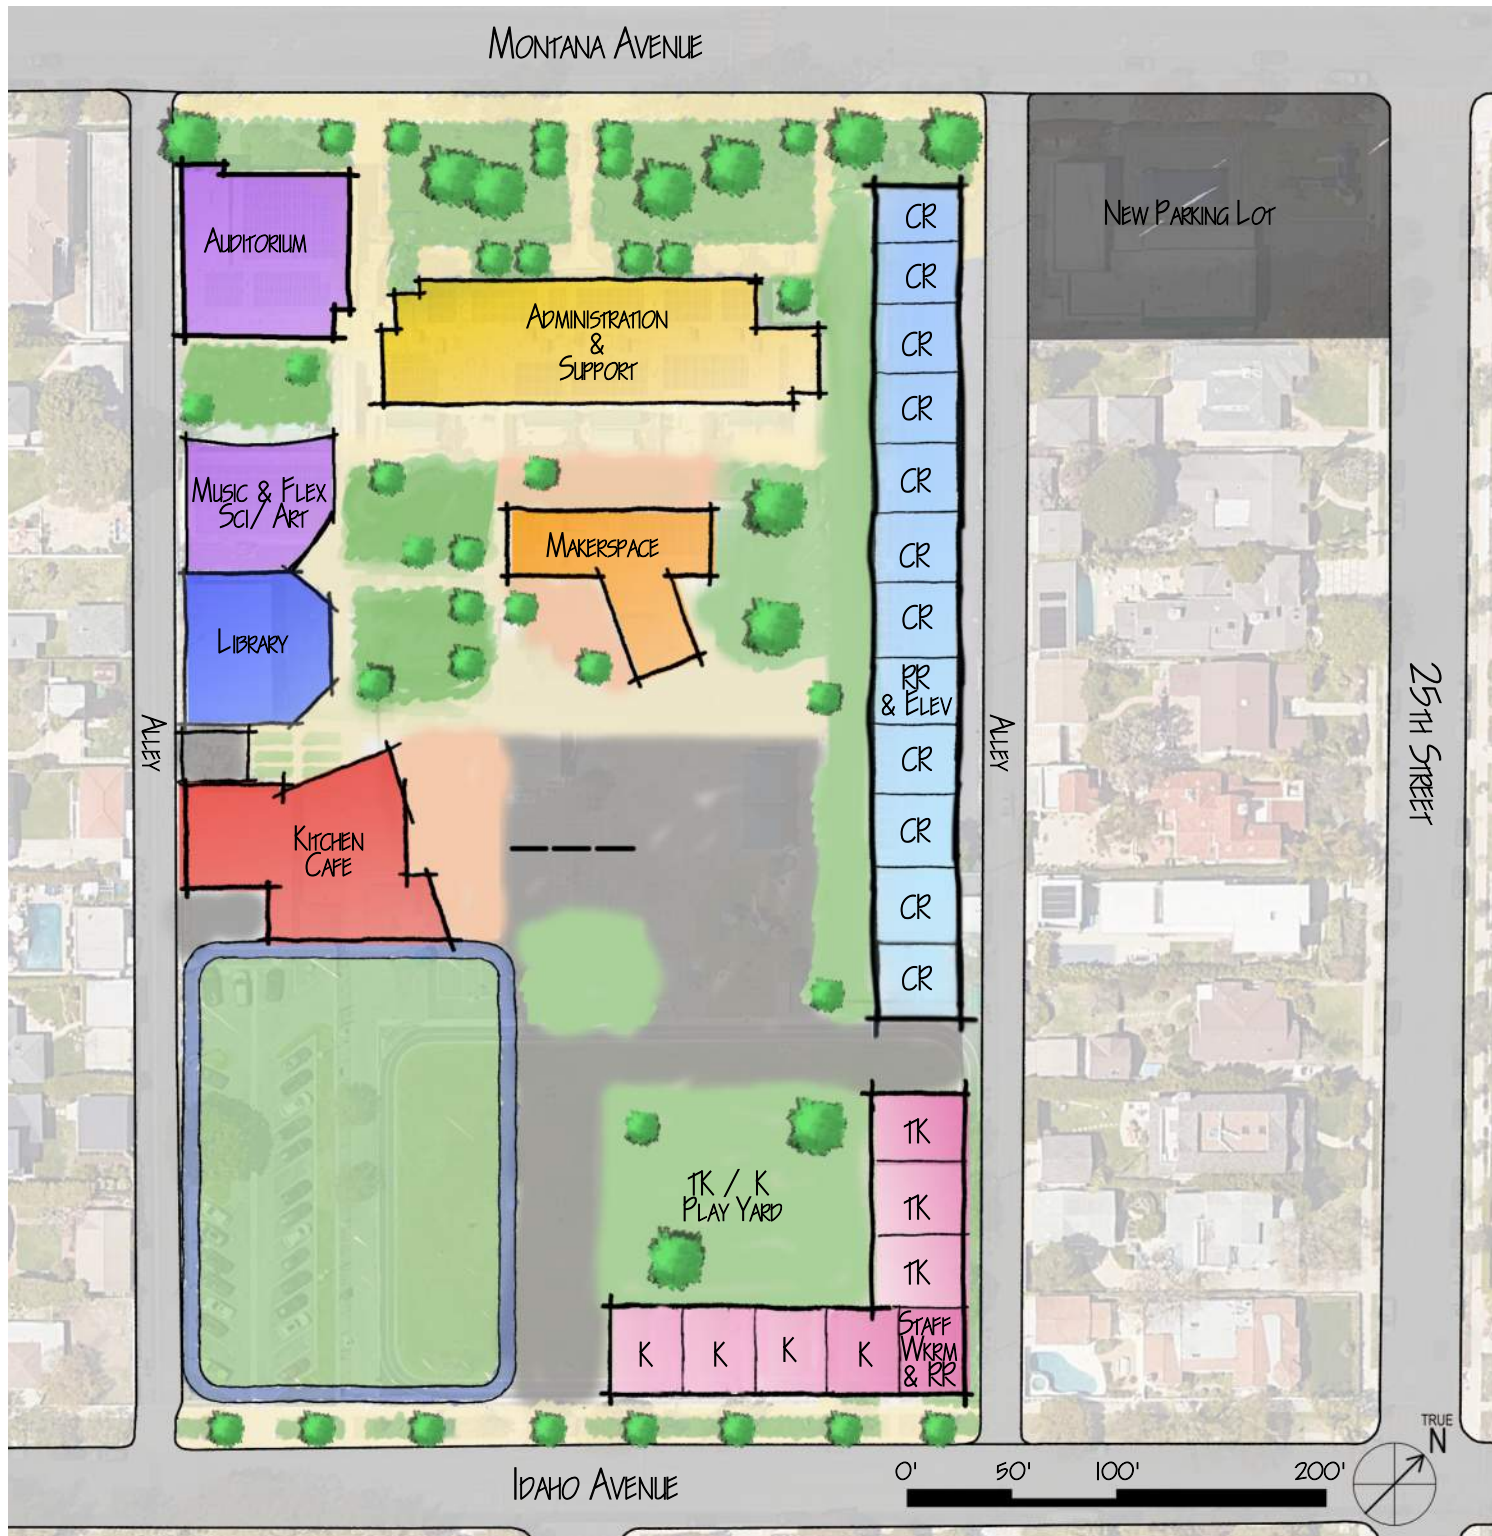 Montana Avenue
Auditorium
Administration
&
Support
New Parking Lot
CR
CR
CR
CR
CR
CR
CR
RR
& Elev
CR
CR
CR
CR
Music & Flex
Sci/Art
Makerspace
Library
Alley
Alley
25th Street
Kitchen
Cafe
TK / K
Play Yard
TK
TK
TK
K
K
K
K
Staff
Wkrm
& RR
Idaho Avenue
0' 50' 100' 200'
TRUE
N